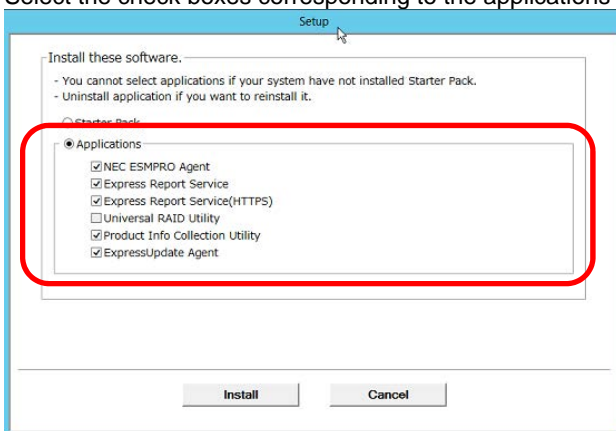 Select the check boxes corresponding to the applications
Setup
Install these software.
- You cannot select applications if your system have not installed Starter Pack.
- Uninstall application if you want to reinstall it.
Starter Pack
Applications
NEC ESMPRO Agent
Express Report Service
Express Report Service(HTTPS)
Universal RAID Utility
Product Info Collection Utility
ExpressUpdate Agent
Install Cancel